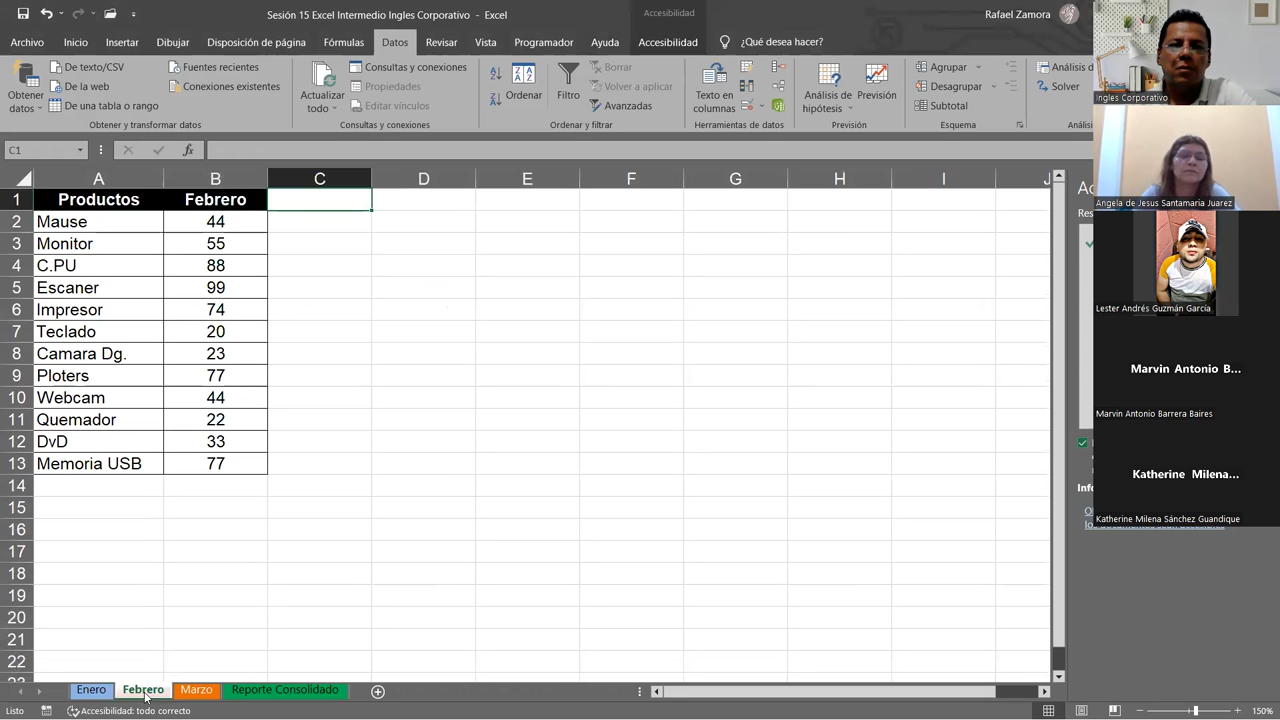 Sesión 15 Excel Intermedio Ingles Corporativo - Excel
Accesibilidad
Rafael Zamora
Archivo Inicio Insertar Dibujar Disposición de página Fórmulas Datos Revisar Vista Programador Ayuda Accesibilidad ¿Qué desea hacer?
Obtener datos
De texto/CSV
De la web
De una tabla o rango
Fuentes recientes
Conexiones existentes
Obtener y transformar datos
Actualizar todo
Consultas y conexiones
Propiedades
Editar
Consultas y conexiones
Ordenar
Filtro
Borrar
Volver a aplicar
Avanzadas
Ordenar y filtrar
Texto en columnas
Herramientas de datos
Análisis de hipótesis
Previsión
Previsión
Agrupar
Desagrupar
Subtotal
Esquema
Análisis d
Solver
Análisis
C1
fx
A B C D E F G H I J
1 Productos Febrero
2 Mause 44
3 Monitor 55
4 C.PU 88
5 Escaner 99
6 Impresor 74
7 Teclado 20
8 Camara Dg. 23
9 Ploters 77
10 Webcam 44
11 Quemador 22
12 DvD 33
13 Memoria USB 77
14
15
16
17
18
19
20
21
22
Enero Febrero Marzo Reporte Consolidado
Listo
Accesibilidad: todo correcto
150%
Ingles Corporativo
Angela de Jesus Santamaria Juarez
Lester Andrés Guzmán García
Marvin Antonio B...
Marvin Antonio Barrera Baires
Katherine Milena...
Katherine Milena Sánchez Guandique